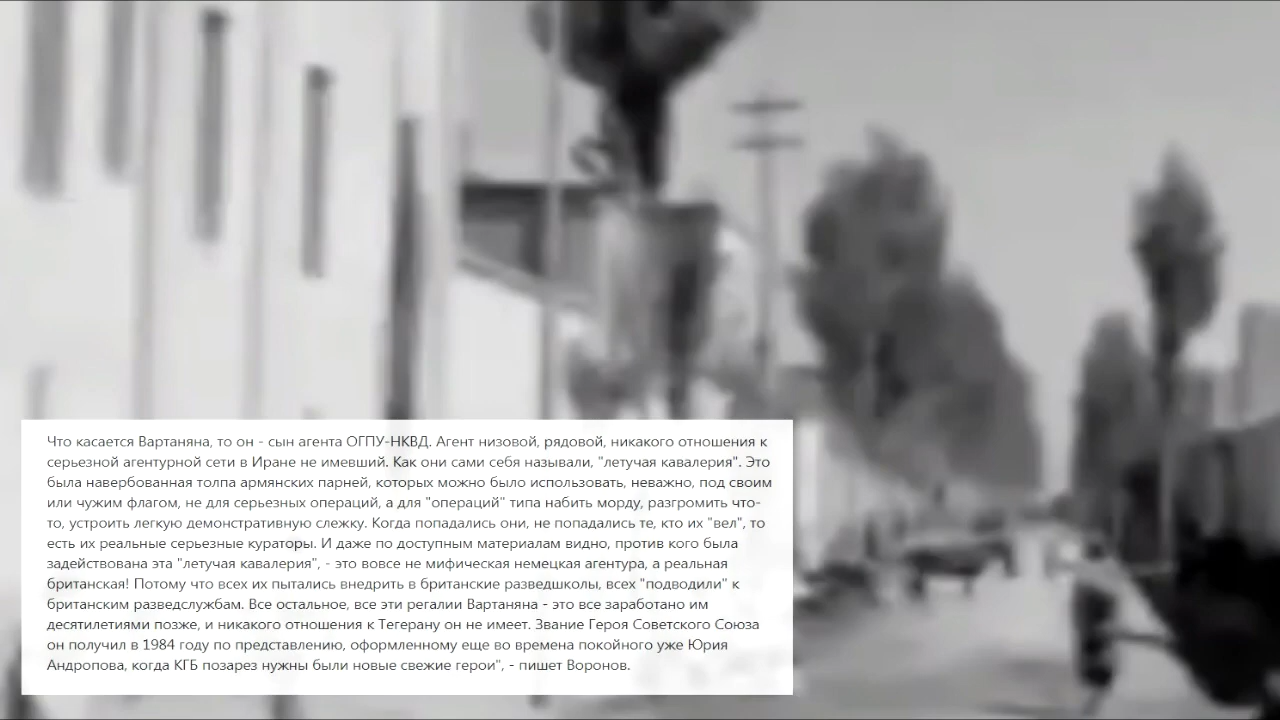 Что касается Вартаняна, то он - сын агента ОГПУ-НКВД. Агент низовой, рядовой, никакого отношения к
серьезной агентурной сети в Иране не имевший. Как они сами себя называли, "летучая кавалерия". Это
была навербованная толпа армянских парней, которых можно было использовать, неважно, под своим
или чужим флагом, не для серьезных операций, а для "операций" типа набить морду, разгромить что-
то, устроить легкую демонстративную слежку. Когда попадались они, не попадались те, кто их "вел", то
есть их реальные серьезные кураторы. И даже по доступным материалам видно, против кого была
задействована эта "летучая кавалерия", - это вовсе не мифическая немецкая агентура, а реальная
британская! Потому что всех их пытались внедрить в британские разведшколы, всех "подводили" к
британским разведслужбам. Все остальное, все эти регалии Вартаняна - это все заработано им
десятилетиями позже, и никакого отношения к Тегерану он не имеет. Звание Героя Советского Союза
он получил в 1984 году по представлению, оформленному еще во времена покойного уже Юрия
Андропова, когда КГБ позарез нужны были новые свежие герои", - пишет Воронов.